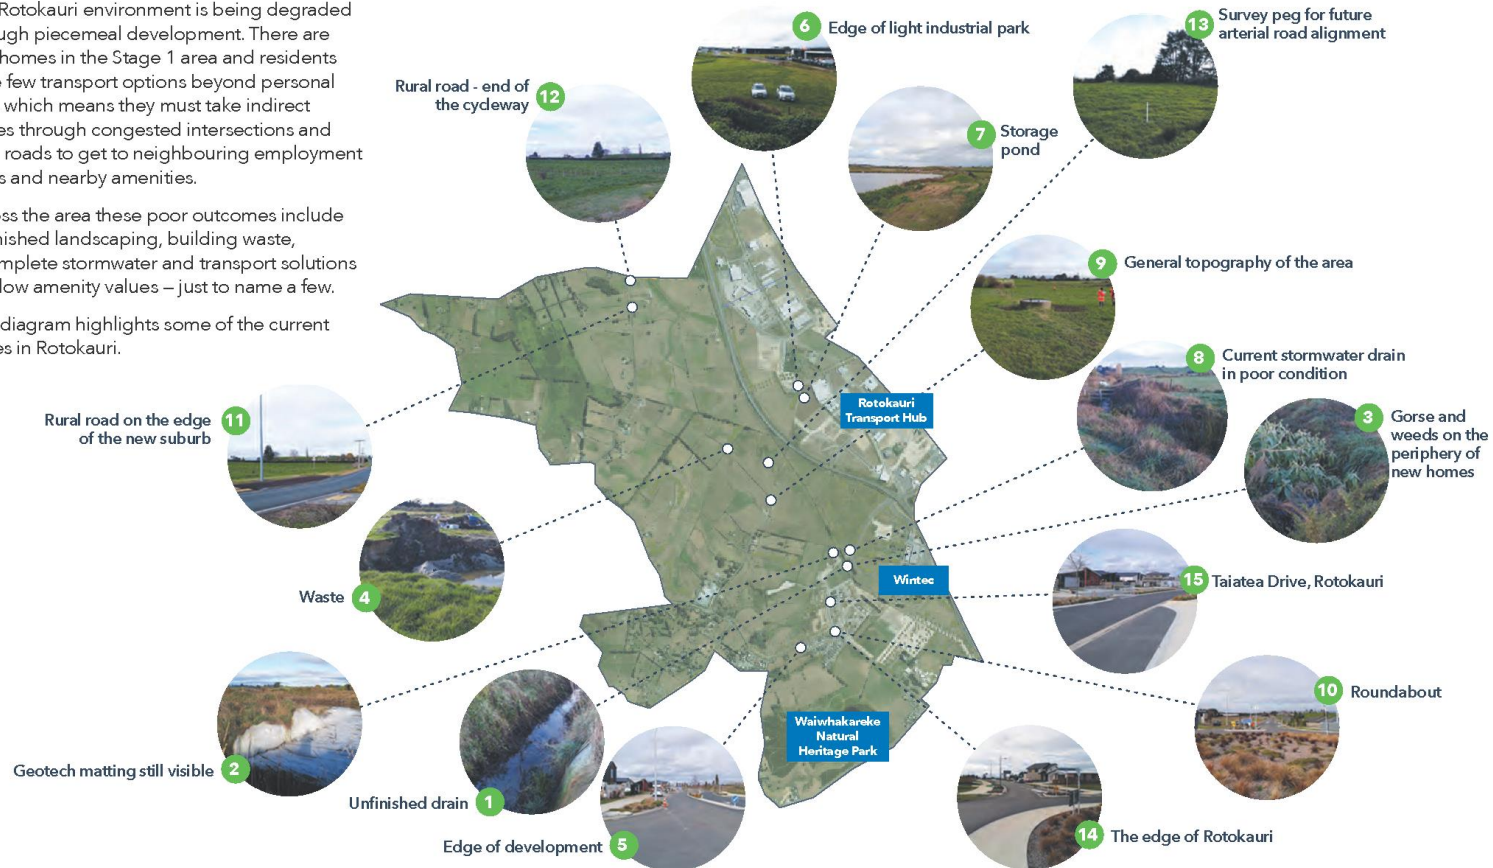 Rotokauri environment is being degraded
ugh piecemeal development. There are
homes in the Stage 1 area and residents
e few transport options beyond personal
which means they must take indirect
es through congested intersections and
roads to get to neighbouring employment
s and nearby amenities.
ss the area these poor outcomes include
nished landscaping, building waste,
mplete stormwater and transport solutions
low amenity values – just to name a few.
diagram highlights some of the current
es in Rotokauri.
6 Edge of light industrial park
13 Survey peg for future
arterial road alignment
Rural road - end of
the cycleway
12
7 Storage
pond
9 General topography of the area
8 Current stormwater drain
in poor condition
3 Gorse and
weeds on the
periphery of
new homes
Rural road on the edge
of the new suburb
11
Rotokauri
Transport Hub
Waste 4
Wintec
15 Taiatea Drive, Rotokauri
10 Roundabout
Waiwhakareke
Natural
Heritage Park
Geotech matting still visible 2
Unfinished drain 1
Edge of development 5
14 The edge of Rotokauri